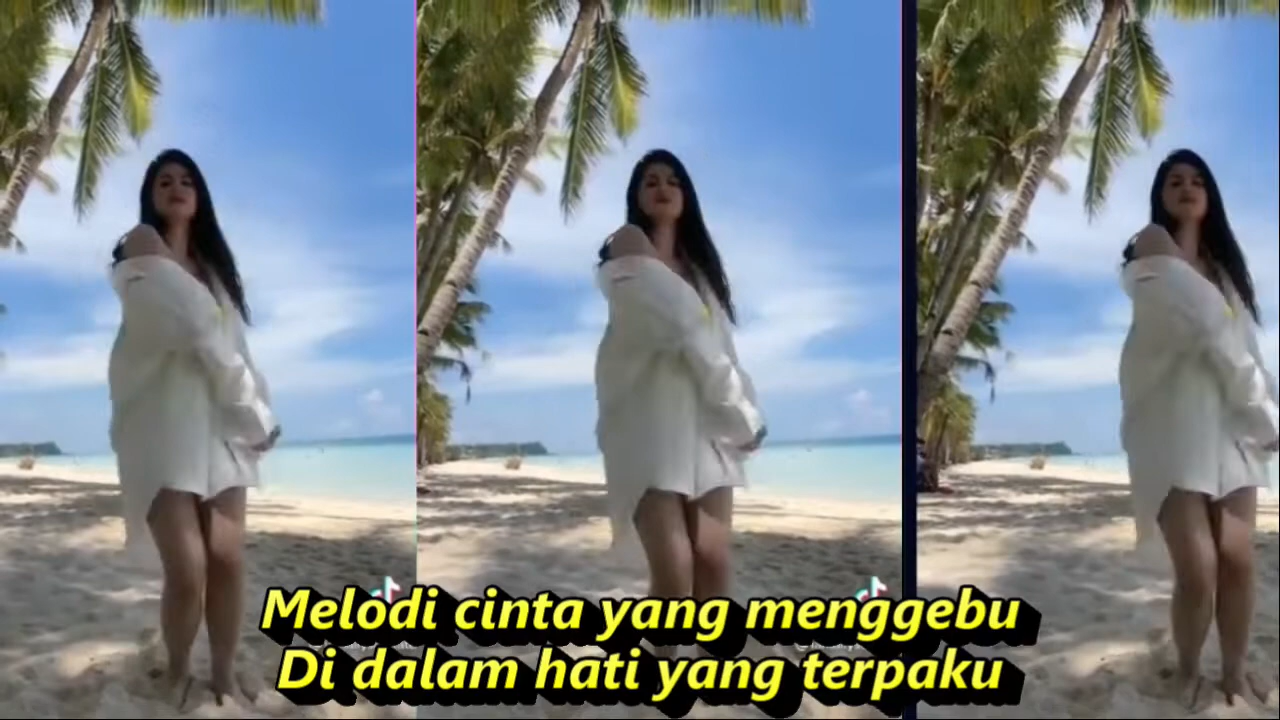 Melodi cinta yang menggebu
Di dalam hati yang terpaku